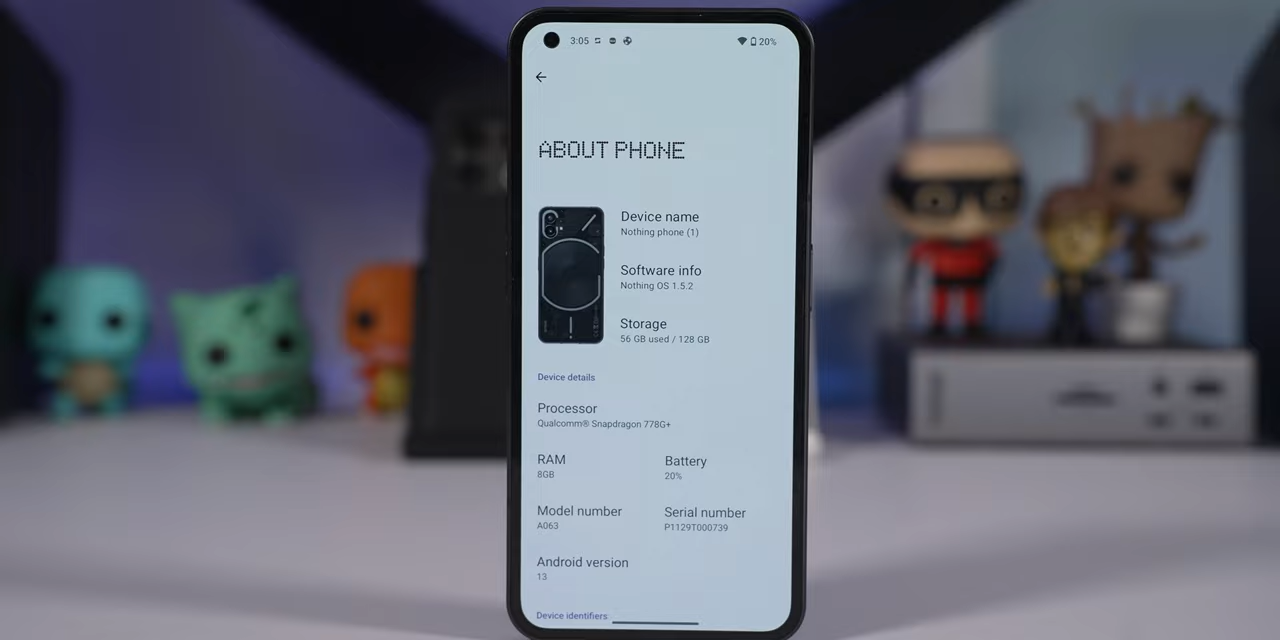 3:05 20%
ABOUT PHONE
Device name
Nothing phone (1)
Software info
Nothing OS 1.5.2
Storage
56 GB used / 128 GB
Device details
Processor
Qualcomm® Snapdragon 778G+
RAM
8GB
Battery
20%
Model number
A063
Serial number
P1129T000739
Android version
13
Device identifiers